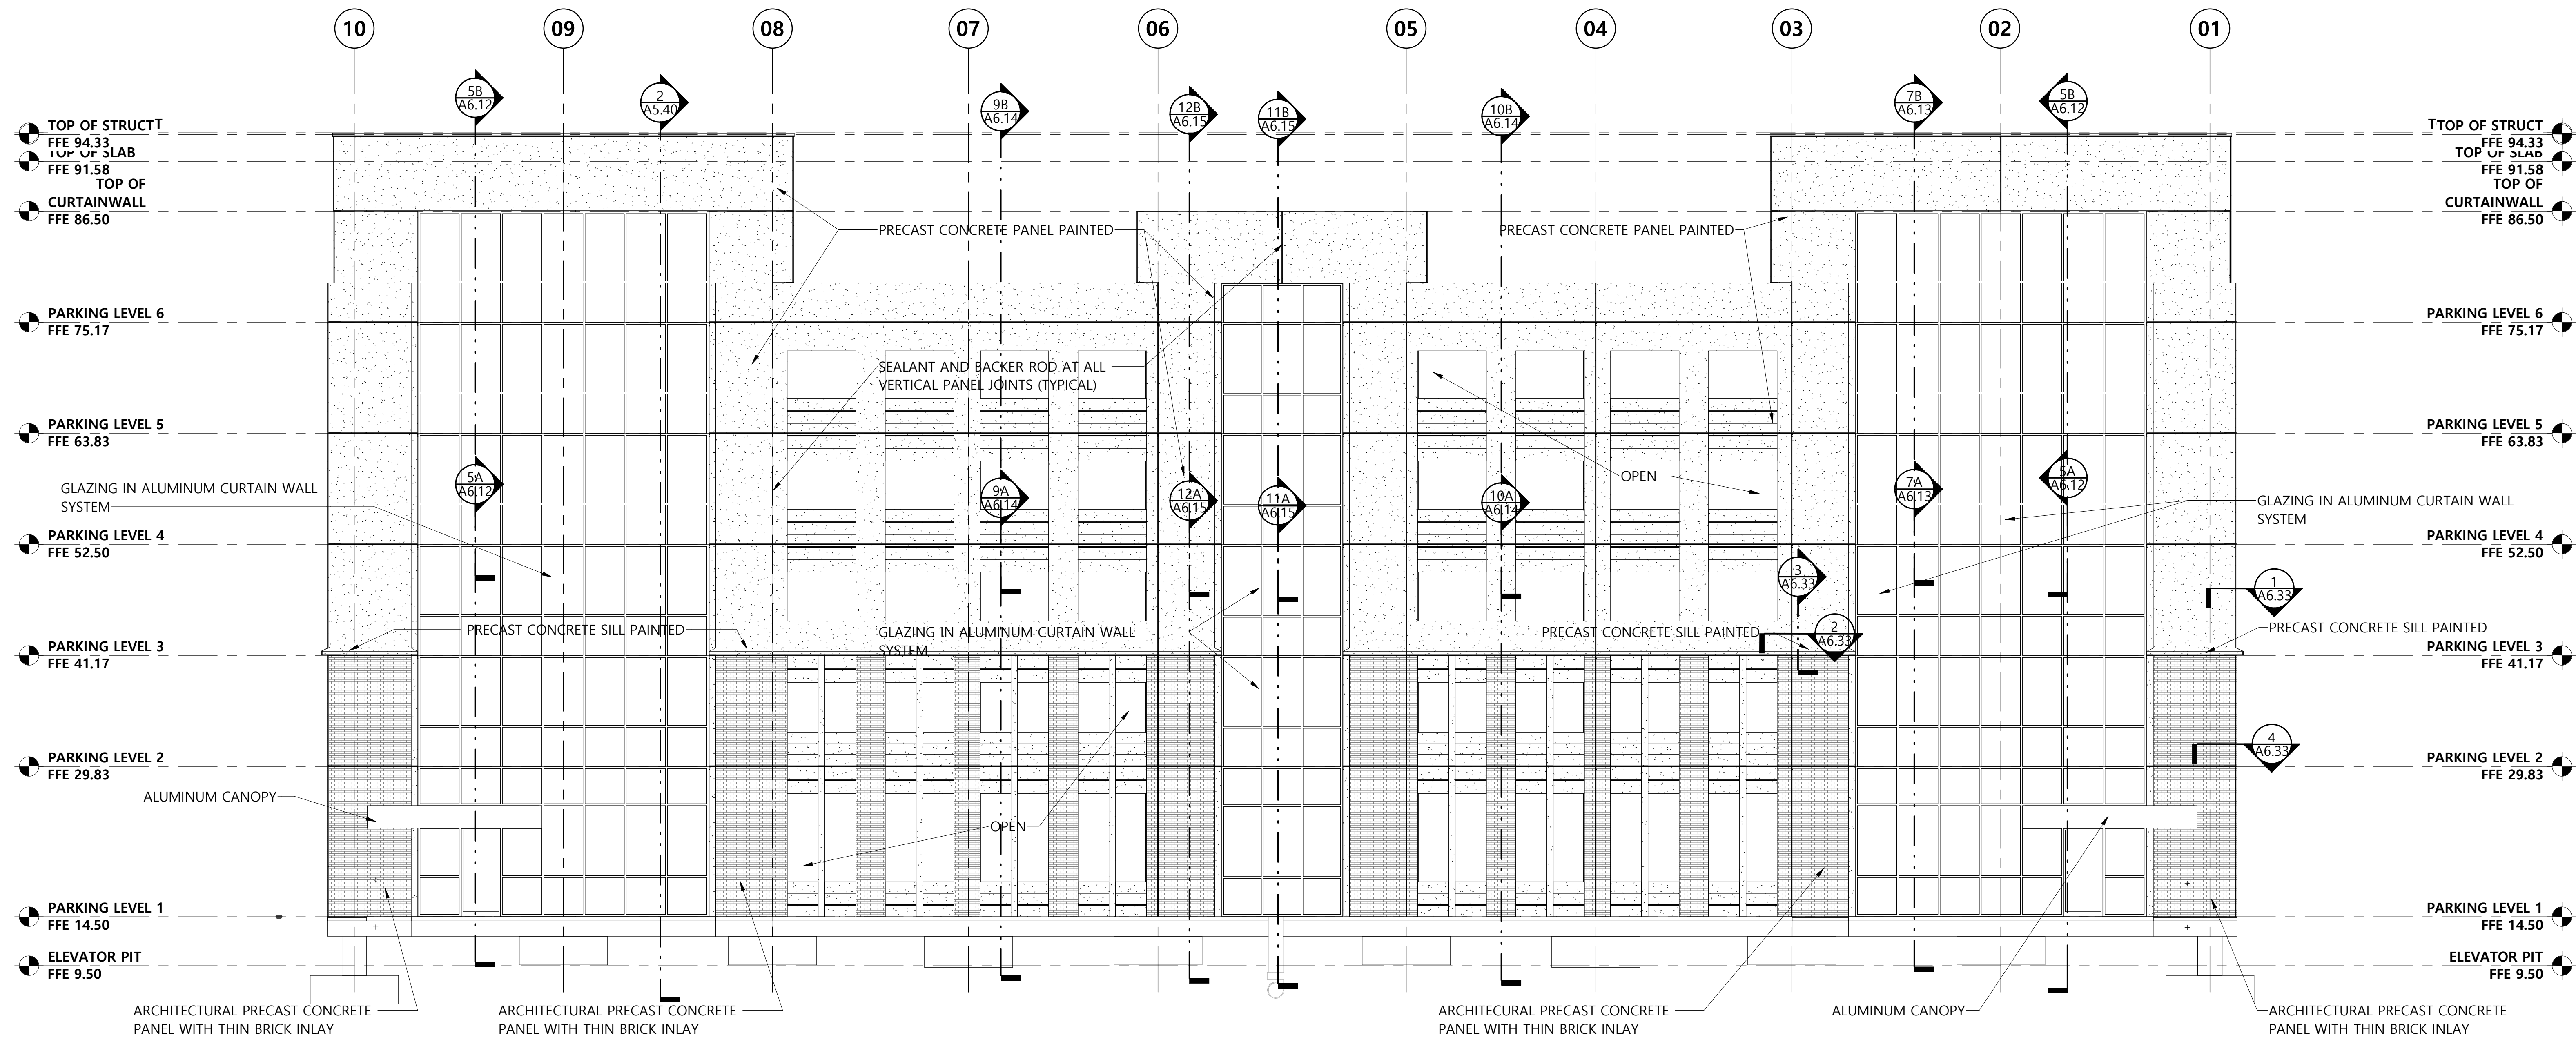 10
09
08
07
06
05
04
03
02
01
5B
A6.12
2
A5.40
9B
A6.14
12B
A6.15
11B
A6.15
10B
A6.14
7B
A6.13
5B
A6.12
TOP OF STRUCTT
FFE 94.33
TOP OF SLAB
FFE 91.58
TOP OF
CURTAINWALL
FFE 86.50
TTOP OF STRUCT
FFE 94.33
TOP OF SLAB
FFE 91.58
TOP OF
CURTAINWALL
FFE 86.50
PRECAST CONCRETE PANEL PAINTED
PRECAST CONCRETE PANEL PAINTED
PARKING LEVEL 6
FFE 75.17
PARKING LEVEL 6
FFE 75.17
SEALANT AND BACKER ROD AT ALL
VERTICAL PANEL JOINTS (TYPICAL)
PARKING LEVEL 5
FFE 63.83
PARKING LEVEL 5
FFE 63.83
OPEN
5A
A6.12
9A
A6.14
12A
A6.15
11A
A6.15
10A
A6.14
7A
A6.13
5A
A6.12
GLAZING IN ALUMINUM CURTAIN WALL
SYSTEM
GLAZING IN ALUMINUM CURTAIN WALL
SYSTEM
PARKING LEVEL 4
FFE 52.50
PARKING LEVEL 4
FFE 52.50
3
A6.33
1
A6.33
2
A6.33
PRECAST CONCRETE SILL PAINTED
GLAZING IN ALUMINUM CURTAIN WALL
SYSTEM
PRECAST CONCRETE SILL PAINTED
PRECAST CONCRETE SILL PAINTED
PARKING LEVEL 3
FFE 41.17
PARKING LEVEL 3
FFE 41.17
4
A6.33
PARKING LEVEL 2
FFE 29.83
PARKING LEVEL 2
FFE 29.83
ALUMINUM CANOPY
OPEN
PARKING LEVEL 1
FFE 14.50
PARKING LEVEL 1
FFE 14.50
ELEVATOR PIT
FFE 9.50
ELEVATOR PIT
FFE 9.50
ARCHITECTURAL PRECAST CONCRETE
PANEL WITH THIN BRICK INLAY
ARCHITECTURAL PRECAST CONCRETE
PANEL WITH THIN BRICK INLAY
ARCHITECURAL PRECAST CONCRETE
PANEL WITH THIN BRICK INLAY
ALUMINUM CANOPY
ARCHITECTURAL PRECAST CONCRETE
PANEL WITH THIN BRICK INLAY